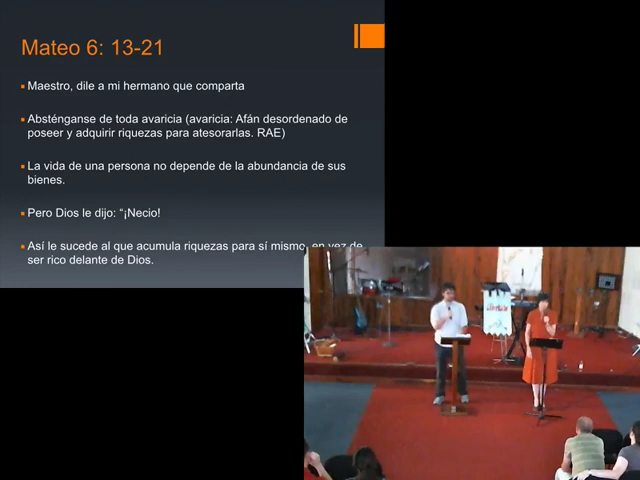 Mateo 6: 13-21
Maestro, dile a mi hermano que comparta
Absténganse de toda avaricia (avaricia: Afán desordenado de
poseer y adquirir riquezas para atesorarlas. RAE)
La vida de una persona no depende de la abundancia de sus
bienes.
Pero Dios le dijo: “¡Necio!
Así le sucede al que acumula riquezas para sí mismo, en vez de
ser rico delante de Dios.